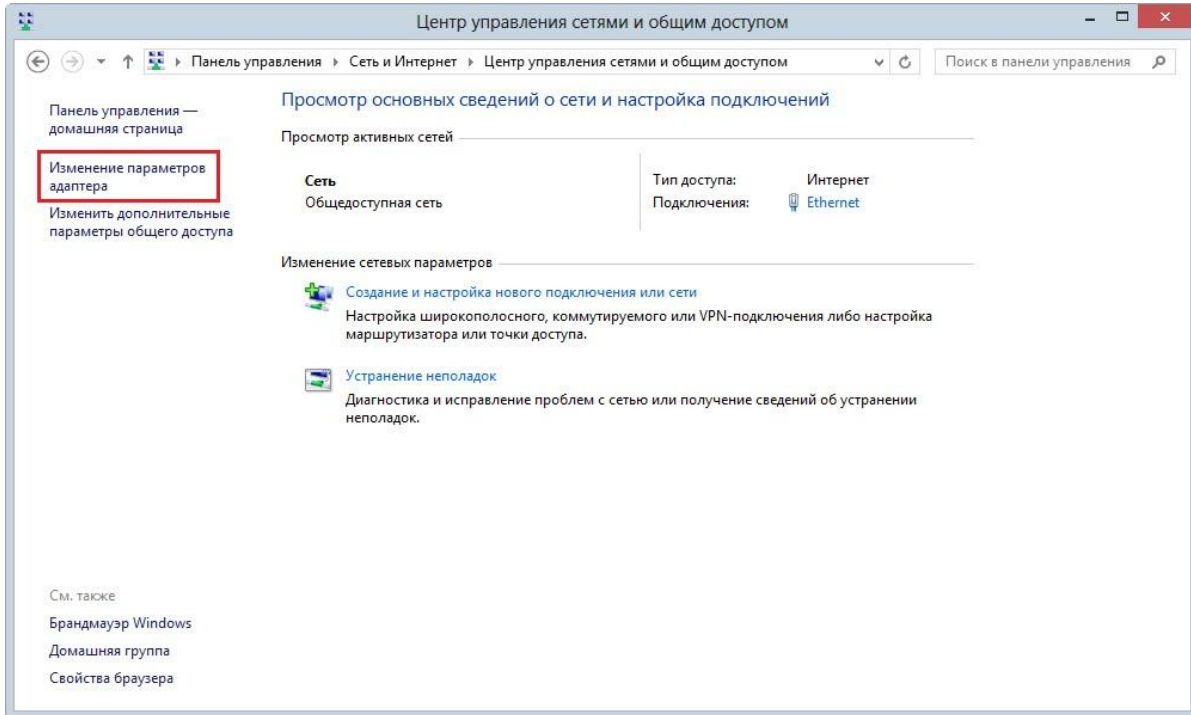 Центр управления сетями и общим доступом
Панель управления
Сеть и Интернет
Центр управления сетями и общим доступом
Поиск в панели управления
Панель управления —
домашняя страница
Изменение параметров
адаптера
Изменить дополнительные
параметры общего доступа
Просмотр основных сведений о сети и настройка подключений
Просмотр активных сетей
Сеть
Общедоступная сеть
Тип доступа: Интернет
Подключения: Ethernet
Изменение сетевых параметров
Создание и настройка нового подключения или сети
Настройка широкополосного, коммутируемого или VPN-подключения либо настройка
маршрутизатора или точки доступа.
Устранение неполадок
Диагностика и исправление проблем с сетью или получение сведений об устранении
неполадок.
См. также
Брандмауэр Windows
Домашняя группа
Свойства браузера